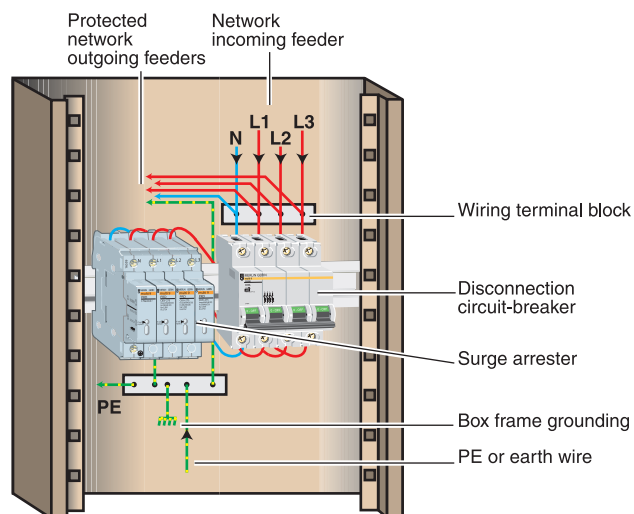 Protected
network
outgoing feeders
Network
incoming feeder
N
L1
L2
L3
Wiring terminal block
Disconnection
circuit-breaker
Surge arrester
PE
Box frame grounding
PE or earth wire